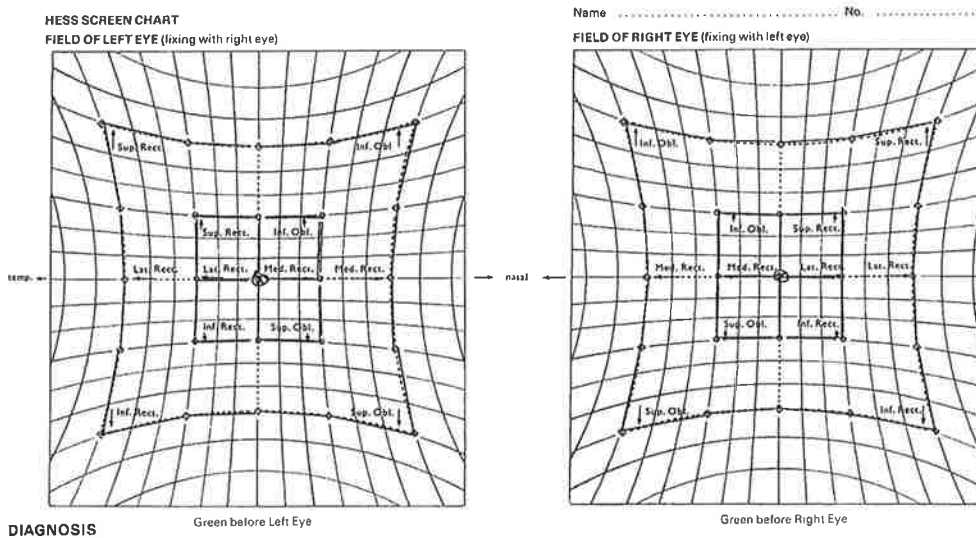 HESS SCREEN CHART
FIELD OF LEFT EYE (fixing with right eye)
Sup. Rect.
Inf. Obl.
Sup. Rect.
Inf. Obl.
temp.
Lat. Rect.
Lat. Rect.
Med. Rect.
Med. Rect.
Inf. Rect.
Sup. Obl.
Inf. Rect.
Sup. Obl.
Green before Left Eye
DIAGNOSIS
Name
No.
FIELD OF RIGHT EYE (fixing with left eye)
Inf. Obl.
Sup. Rect.
Inf. Obl.
Sup. Rect.
nasal
Med. Rect.
Med. Rect.
Lat. Rect.
Lat. Rect.
Sup. Obl.
Inf. Rect.
Sup. Obl.
Inf. Rect.
Green before Right Eye